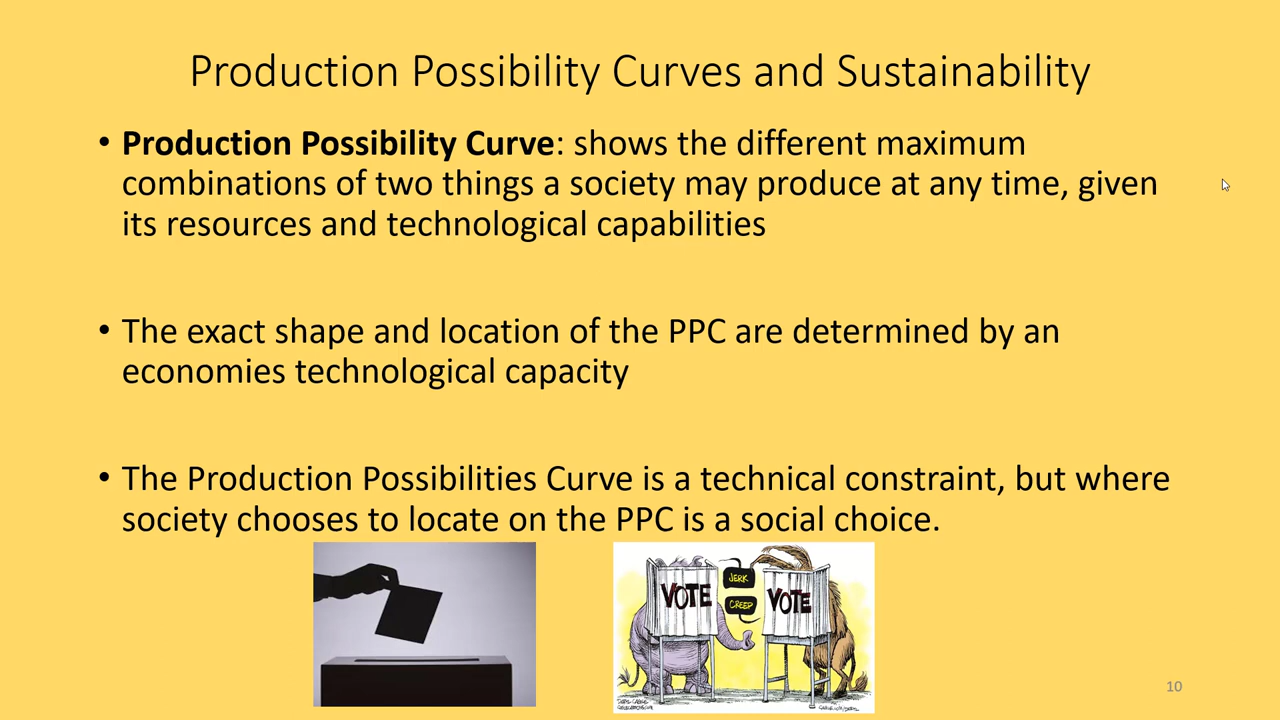 Production Possibility Curves and Sustainability
• Production Possibility Curve: shows the different maximum
combinations of two things a society may produce at any time, given
its resources and technological capabilities
• The exact shape and location of the PPC are determined by an
economies technological capacity
• The Production Possibilities Curve is a technical constraint, but where
society chooses to locate on the PPC is a social choice.
JERK
VOTE
CREEP
VOTE
10